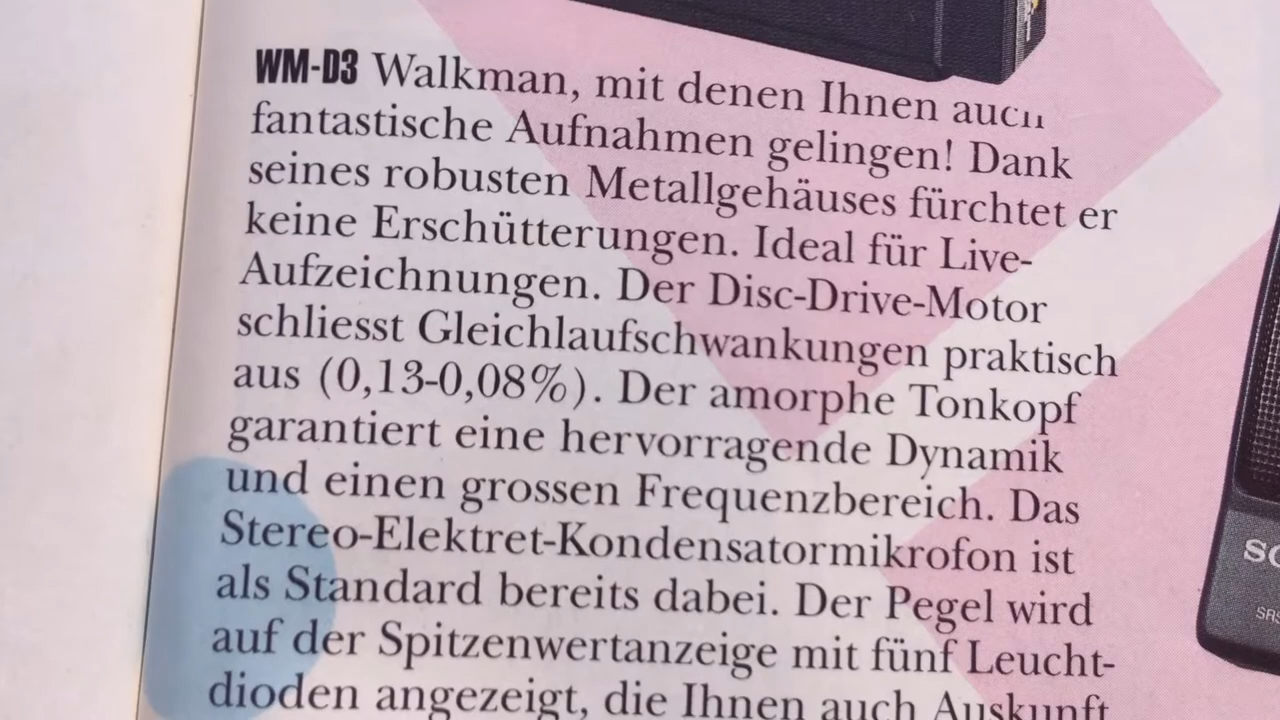 WM-D3 Walkman, mit denen Ihnen auch
fantastische Aufnahmen gelingen! Dank
seines robusten Metallgehäuses fürchtet er
keine Erschütterungen. Ideal für Live-
Aufzeichnungen. Der Disc-Drive-Motor
schliesst Gleichlaufschwankungen praktisch
aus (0,13-0,08%). Der amorphe Tonkopf
garantiert eine hervorragende Dynamik
und einen grossen Frequenzbereich. Das
Stereo-Elektret-Kondensatormikrofon ist
als Standard bereits dabei. Der Pegel wird
auf der Spitzenwertanzeige mit fünf Leucht-
dioden angezeigt, die Ihnen auch Auskunft